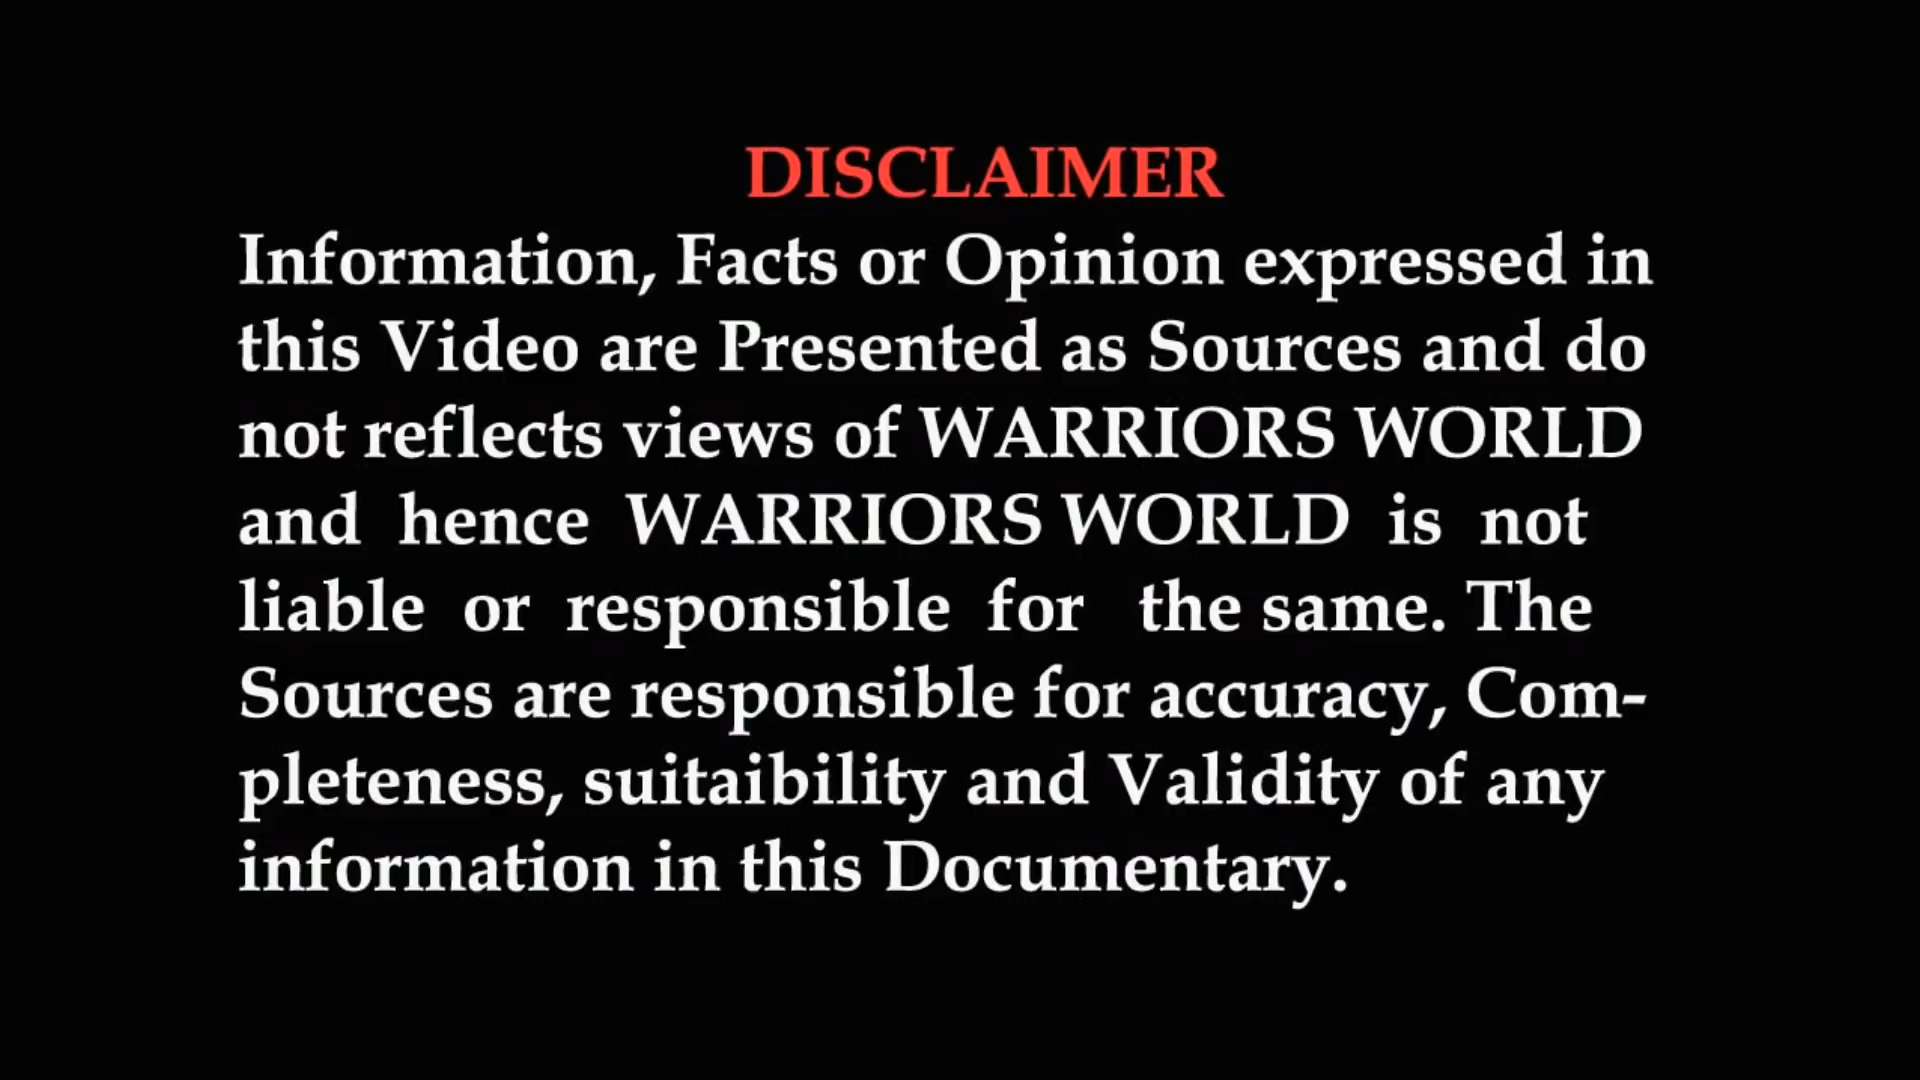 DISCLAIMER
Information, Facts or Opinion expressed in
this Video are Presented as Sources and do
not reflects views of WARRIORS WORLD
and hence WARRIORS WORLD is not
liable or responsible for the same. The
Sources are responsible for accuracy, Com-
pleteness, suitaibility and Validity of any
information in this Documentary.